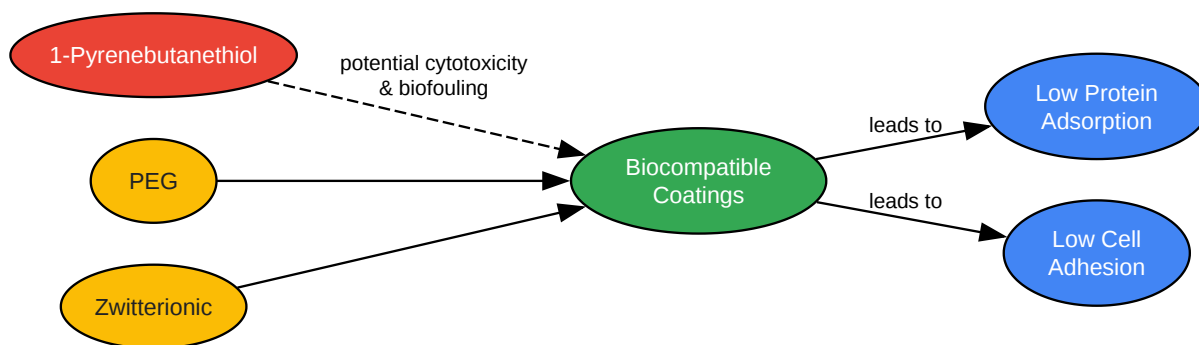 1-Pyrenebutanethiol
potential cytotoxicity
& biofouling
PEG
Zwitterionic
Biocompatible
Coatings
leads to
leads to
Low Protein
Adsorption
Low Cell
Adhesion